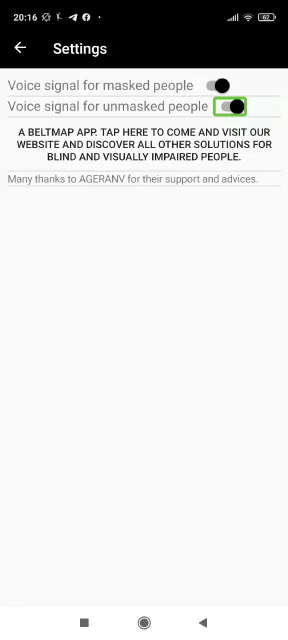 20:16
62
Settings
Voice signal for masked people
Voice signal for unmasked people
A BELTMAP APP. TAP HERE TO COME AND VISIT OUR
WEBSITE AND DISCOVER ALL OTHER SOLUTIONS FOR
BLIND AND VISUALLY IMPAIRED PEOPLE.
Many thanks to AGERANV for their support and advices.